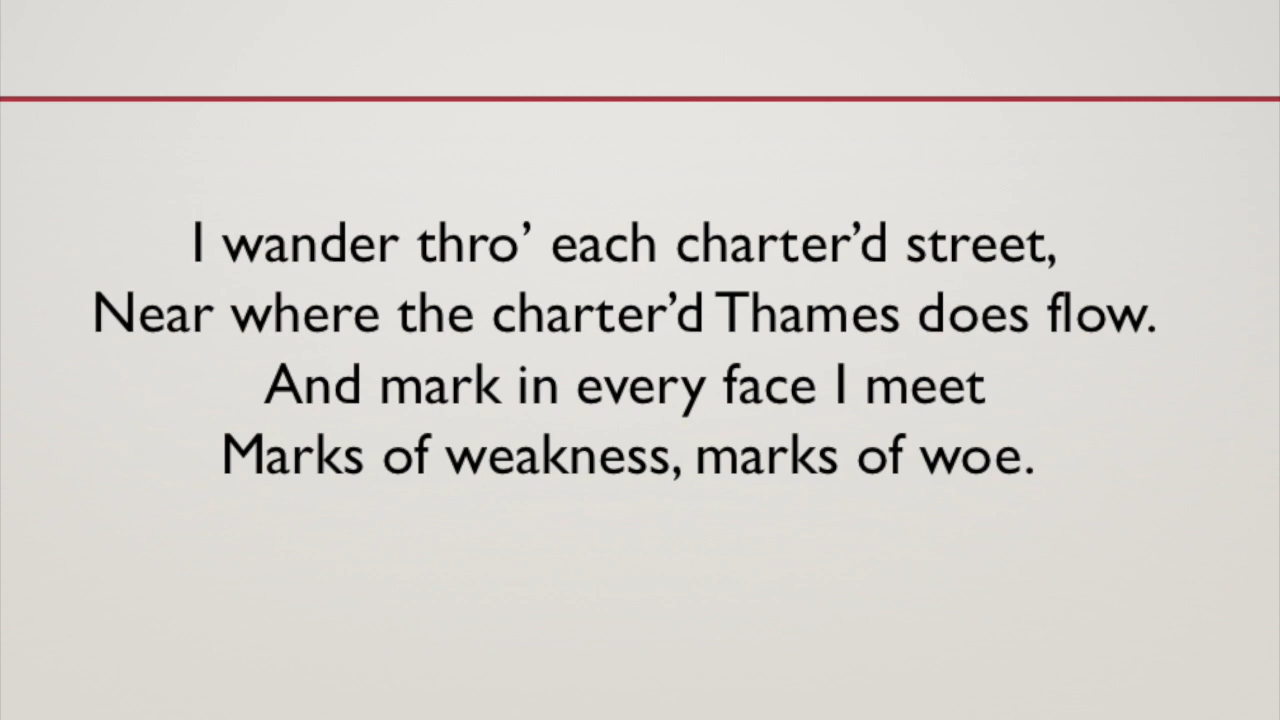 I wander thro’ each charter’d street,
Near where the charter’d Thames does flow.
And mark in every face I meet
Marks of weakness, marks of woe.